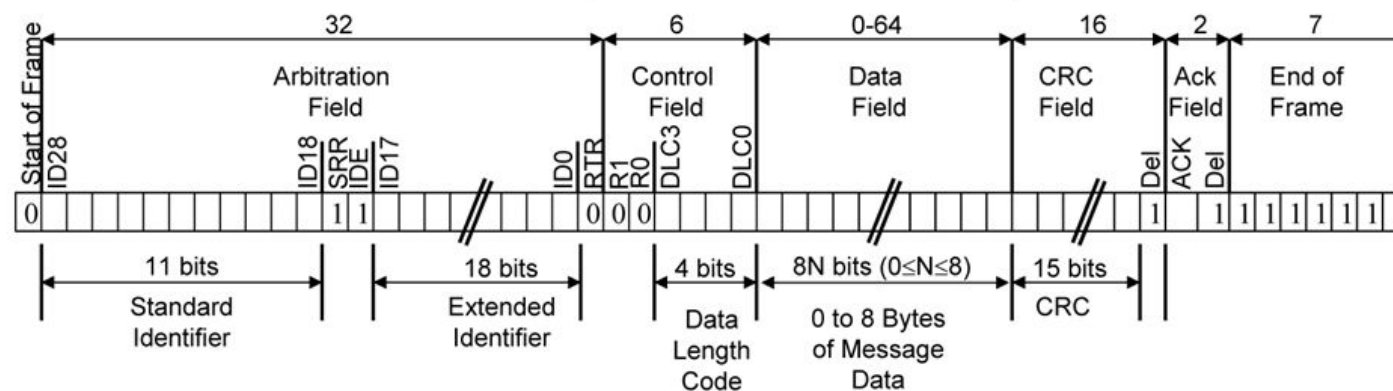 32 6 0-64 16 2 7
Start of Frame
Arbitration
Field
Control
Field
Data
Field
CRC
Field
Ack
Field
End of
Frame
ID28 ID18 SRR IDE ID17 ID0 RTR R1 R0 DLC3 DLC0 Del ACK Del
0 1 1 0 0 0 1 1 1 1 1 1 1 1
11 bits 18 bits 4 bits 8N bits (0≤N≤8) 15 bits
Standard
Identifier
Extended
Identifier
Data
Length
Code
0 to 8 Bytes
of Message
Data
CRC